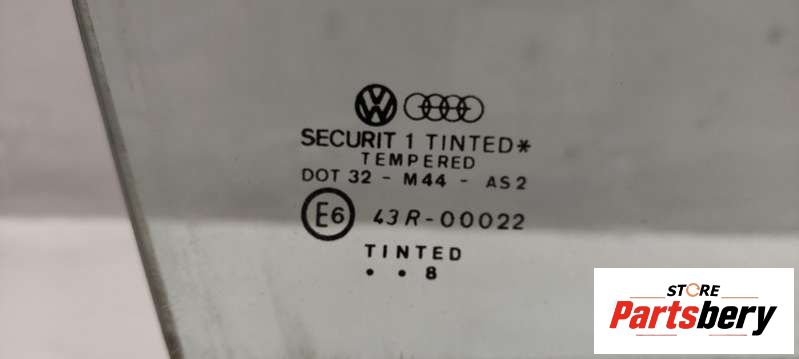 SECURIT 1 TINTED*
TEMPERED
DOT 32 - M44 - AS2
E6 43R-00022
TINTED
. . 8
STORE
Partsbery